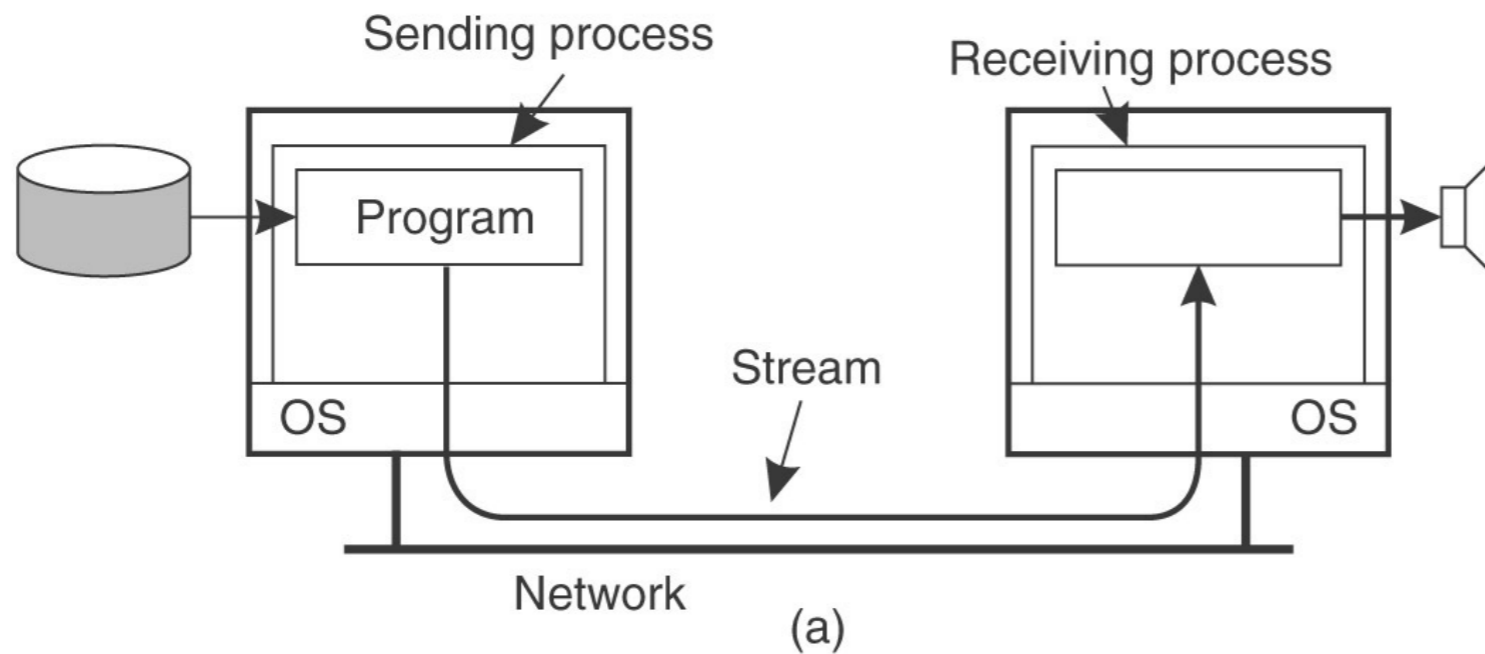 Sending process
Receiving process
Program
Stream
OS
OS
Network
(a)